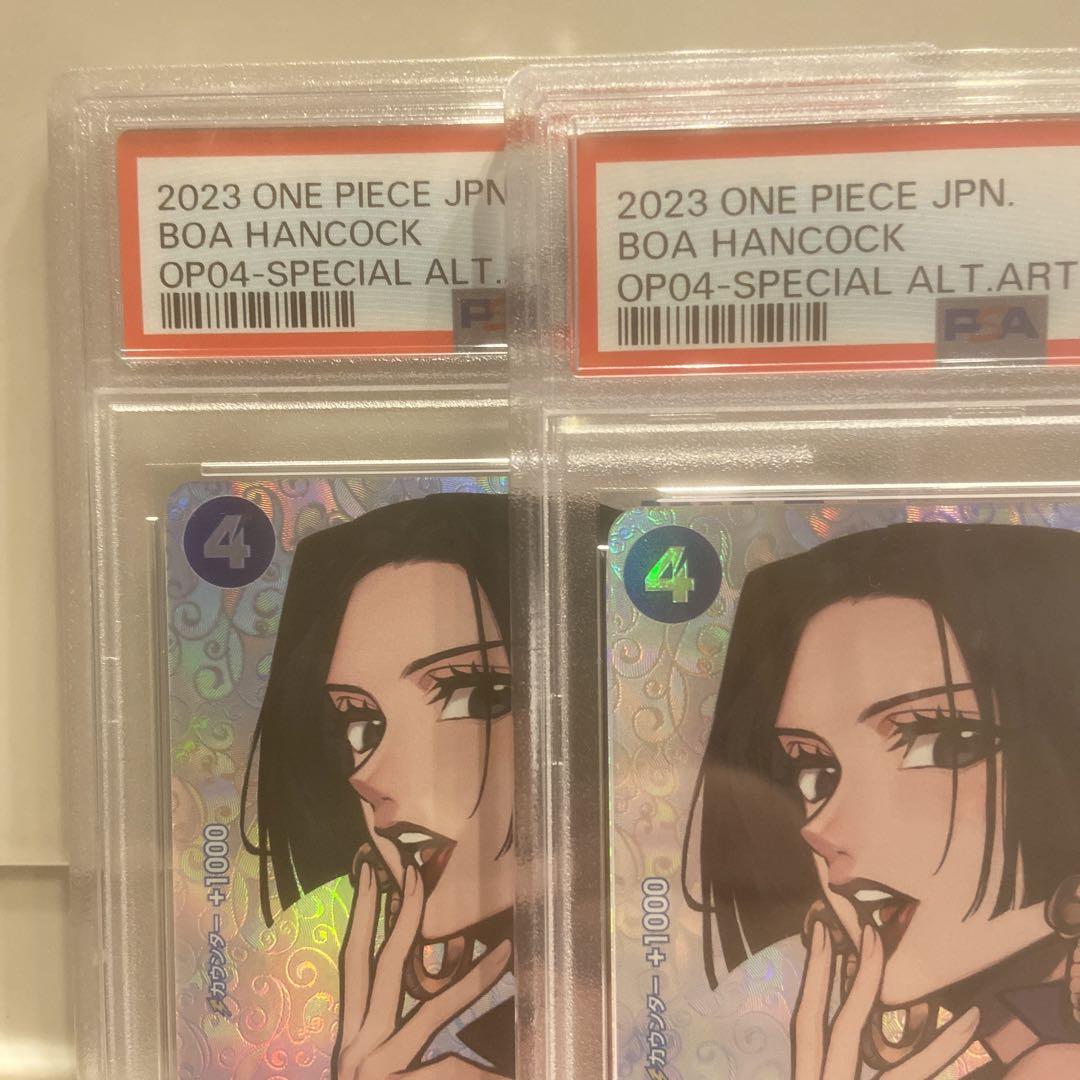 2023 ONE PIECE JPN
BOA HANCOCK
OP04-SPECIAL ALT.
PS
4
カウンター +1000
2023 ONE PIECE JPN.
BOA HANCOCK
OP04-SPECIAL ALT.ART
PSA
4
カウンター +1000